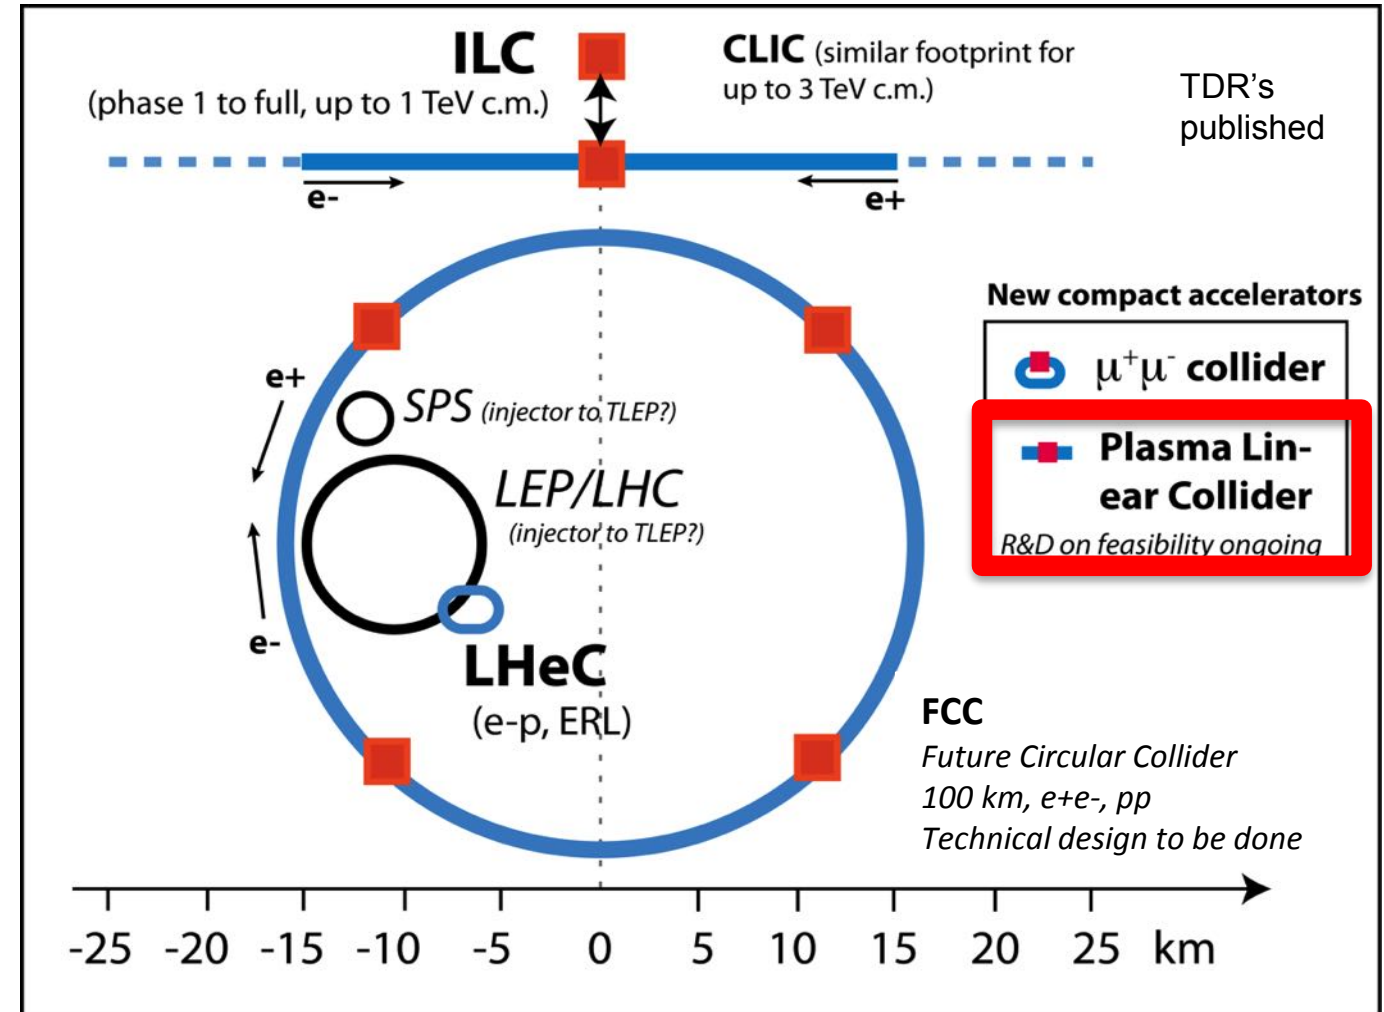 ILC
(phase 1 to full, up to 1 TeV c.m.)
CLIC (similar footprint for
up to 3 TeV c.m.)
TDR's
published
e-
e+
New compact accelerators
μ+μ- collider
Plasma Lin-
ear Collider
R&D on feasibility ongoing
e+
SPS (injector to TLEP?)
LEP/LHC
(injector to TLEP?)
e-
LHeC
(e-p, ERL)
FCC
Future Circular Collider
100 km, e+e-, pp
Technical design to be done
-25 -20 -15 -10 -5 0 5 10 15 20 25 km